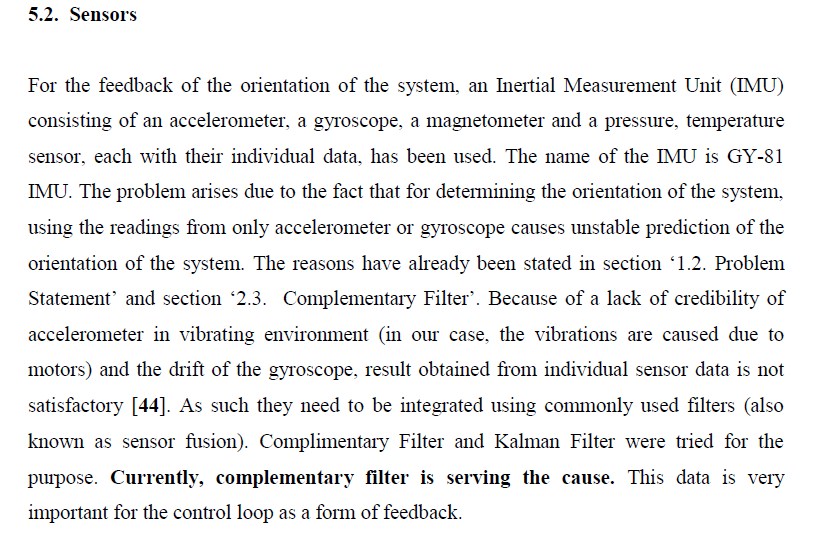 5.2. Sensors
For the feedback of the orientation of the system, an Inertial Measurement Unit (IMU)
consisting of an accelerometer, a gyroscope, a magnetometer and a pressure, temperature
sensor, each with their individual data, has been used. The name of the IMU is GY-81
IMU. The problem arises due to the fact that for determining the orientation of the system,
using the readings from only accelerometer or gyroscope causes unstable prediction of the
orientation of the system. The reasons have already been stated in section ‘1.2. Problem
Statement’ and section ‘2.3. Complementary Filter’. Because of a lack of credibility of
accelerometer in vibrating environment (in our case, the vibrations are caused due to
motors) and the drift of the gyroscope, result obtained from individual sensor data is not
satisfactory [44]. As such they need to be integrated using commonly used filters (also
known as sensor fusion). Complimentary Filter and Kalman Filter were tried for the
purpose. Currently, complementary filter is serving the cause. This data is very
important for the control loop as a form of feedback.